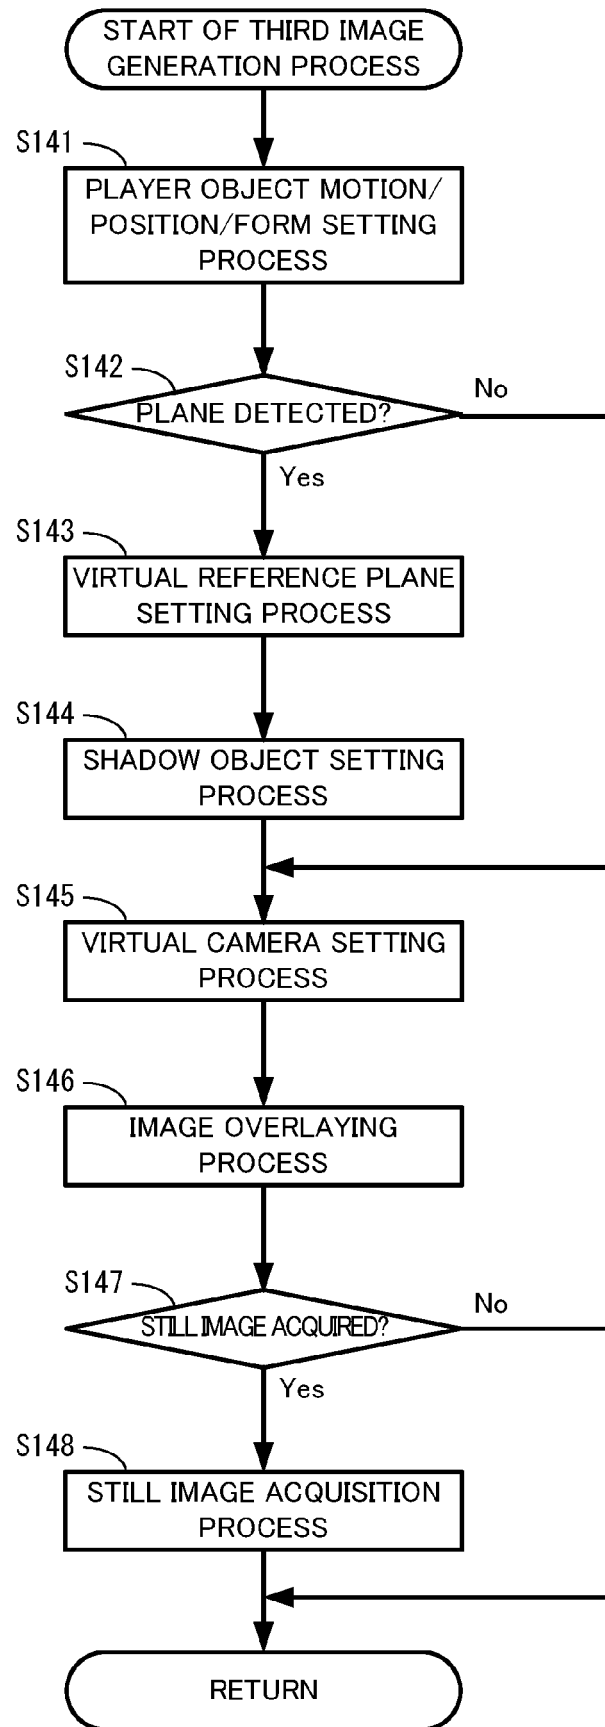 START OF THIRD IMAGE
GENERATION PROCESS
S141
PLAYER OBJECT MOTION/
POSITION/FORM SETTING
PROCESS
S142
PLANE DETECTED?
No
Yes
S143
VIRTUAL REFERENCE PLANE
SETTING PROCESS
S144
SHADOW OBJECT SETTING
PROCESS
S145
VIRTUAL CAMERA SETTING
PROCESS
S146
IMAGE OVERLAYING
PROCESS
S147
STILL IMAGE ACQUIRED?
No
Yes
S148
STILL IMAGE ACQUISITION
PROCESS
RETURN